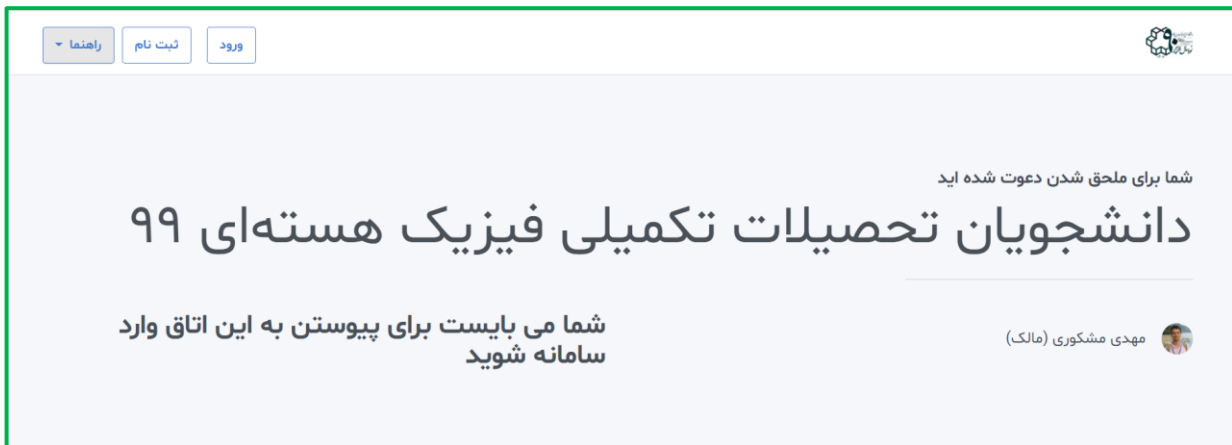 ورود
ثبت نام
راهنما
شما برای ملحق شدن دعوت شده اید
دانشجویان تحصیلات تکمیلی فیزیک هسته‌ای ۹۹
مهدی مشکوری (مالک)
شما می بایست برای پیوستن به این اتاق وارد
سامانه شوید